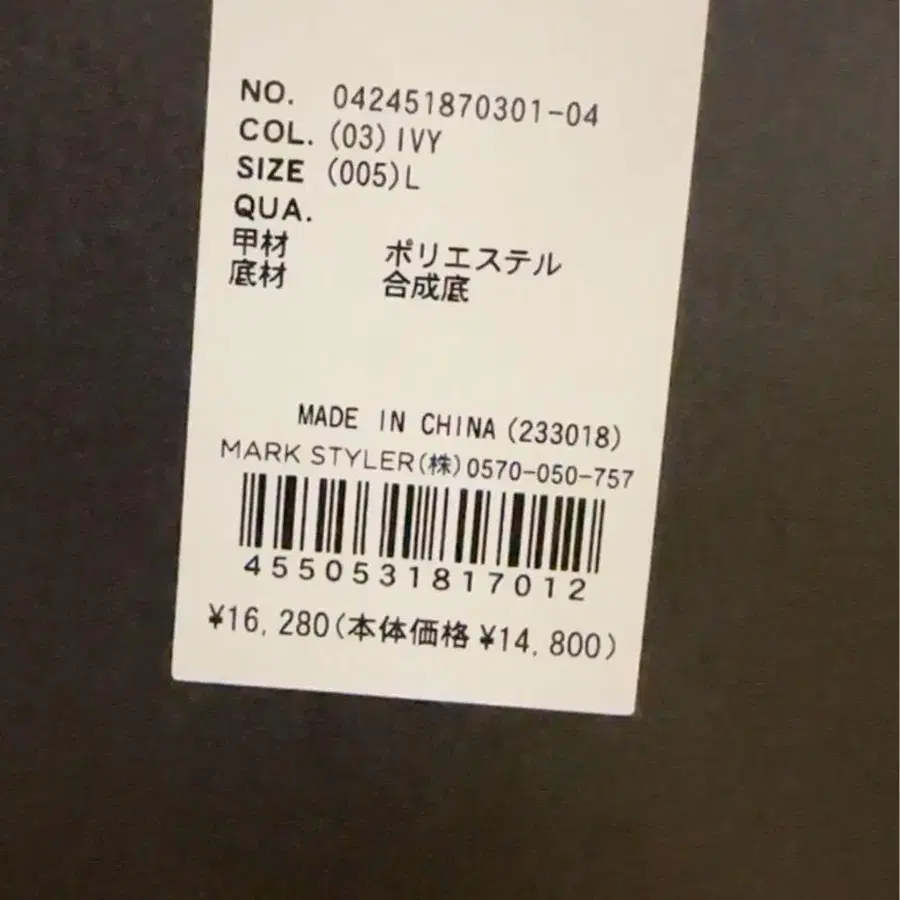 NO. 042451870301-04
COL. (03) IVY
SIZE (005)L
QUA.
甲材 ポリエステル
底材 合成底
MADE IN CHINA (233018)
MARK STYLER(株)0570-050-757
4550531817012
¥16,280(本体価格 ¥14,800)